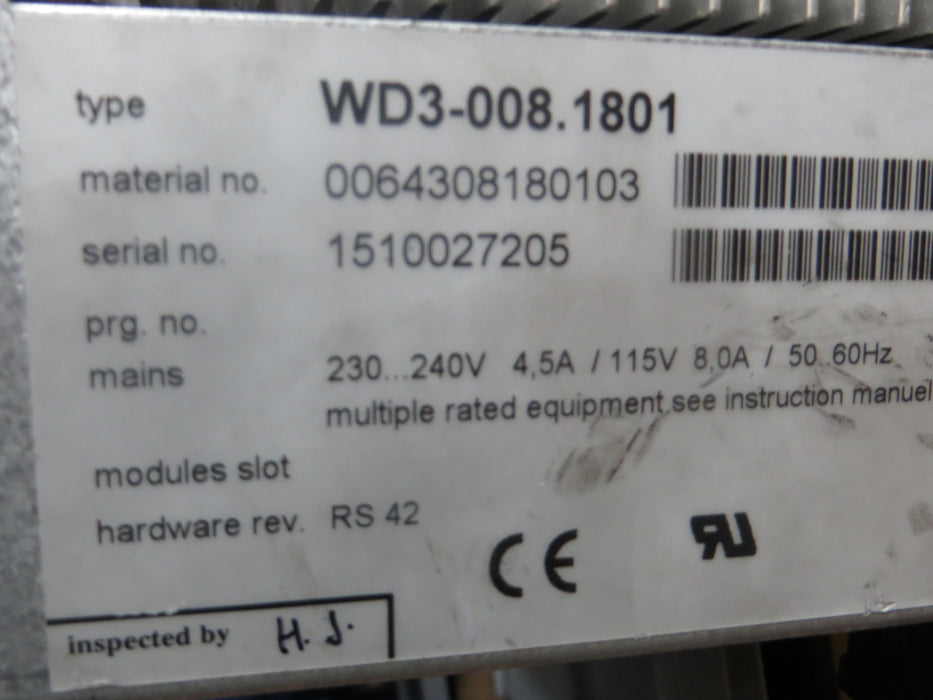 type WD3-008.1801
material no. 0064308180103
serial no. 1510027205
prg. no.
mains 230...240V 4,5A / 115V 8,0A / 50..60Hz
multiple rated equipment,see instruction manuel
modules slot
hardware rev. RS 42
CE RU
inspected by H. J.